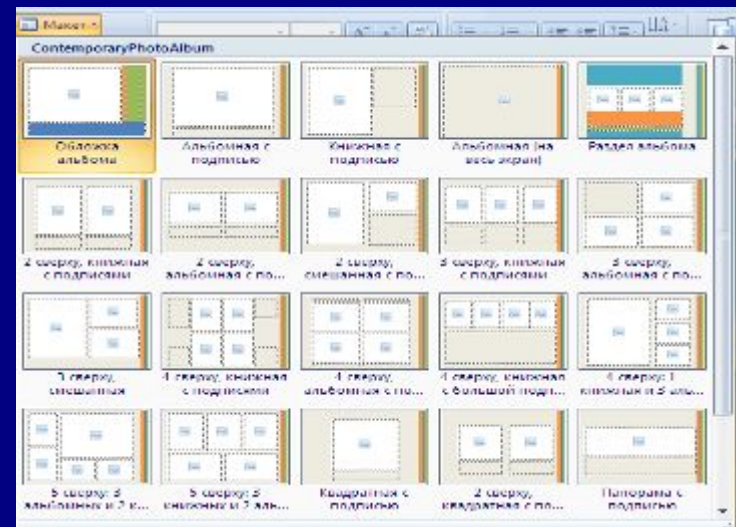 Макет
ContemporaryPhotoAlbum
Обложка альбома
Альбомная с подписью
Книжная с подписью
Альбомная (на весь экран)
Раздел альбома
2 сверху, книжная с подписями
2 сверху, альбомная с по...
2 сверху, смешанная с по...
3 сверху, книжная с подписями
3 сверху, альбомная с по...
3 сверху, смешанная
4 сверху, книжная с подписями
4 сверху, альбомная с по...
4 сверху, книжная с большой подп...
4 сверху: 1 книжная и 3 аль...
5 сверху: 3 альбомных и 2 к...
5 сверху: 3 книжных и 2 аль...
Квадратная с подписью
2 сверху, квадратная с по...
Панорама с подписью